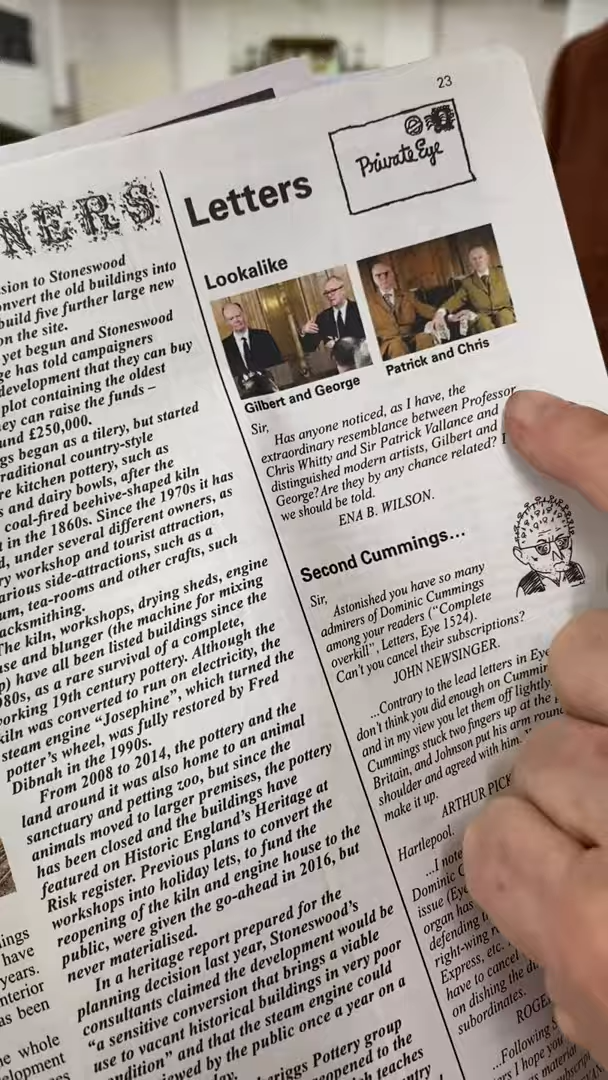 NERS
sion to Stoneswood
onvert the old buildings into
build five further large new
on the site.
yet begun and Stoneswood
ge has told campaigners
development that they can buy
plot containing the oldest
ey can raise the funds –
und £250,000.
gs began as a tilery, but started
raditional country-style
re kitchen pottery, such as
s and dairy bowls, after the
coal-fired beehive-shaped kiln
t in the 1860s. Since the 1970s it has
d, under several different owners, as
ry workshop and tourist attraction,
arious side-attractions, such as a
um, tea-rooms and other crafts, such
acksmithing.
The kiln, workshops, drying sheds, engine
use and blunger (the machine for mixing
p) have all been listed buildings since the
980s, as a rare survival of a complete,
working 19th century pottery. Although the
kiln was converted to run on electricity, the
steam engine “Josephine”, which turned the
potter’s wheel, was fully restored by Fred
Dibnah in the 1990s.
From 2008 to 2014, the pottery and the
land around it was also home to an animal
sanctuary and petting zoo, but since the
animals moved to larger premises, the pottery
has been closed and the buildings have
featured on Historic England’s Heritage at
Risk register. Previous plans to convert the
workshops into holiday lets, to fund the
reopening of the kiln and engine house to the
public, were given the go-ahead in 2016, but
never materialised.
In a heritage report prepared for the
planning decision last year, Stoneswood’s
consultants claimed the development would be
“a sensitive conversion that brings a viable
use to vacant historical buildings in very poor
ondition” and that the steam engine could
iewed by the public once a year on a
lay.
heriggs Pottery group
reopened to the
h teaches
untry
ings
have
years.
nterior
as been
e whole
elopment
23
Private Eye
Letters
Lookalike
Gilbert and George
Patrick and Chris
Sir,
Has anyone noticed, as I have, the
extraordinary resemblance between Professor
Chris Whitty and Sir Patrick Vallance and
distinguished modern artists, Gilbert and
George? Are they by any chance related? I
we should be told.
ENA B. WILSON.
Second Cummings…
Sir,
Astonished you have so many
admirers of Dominic Cummings
among your readers (“Complete
overkill”, Letters, Eye 1524).
Can’t you cancel their subscriptions?
JOHN NEWSINGER.
…Contrary to the lead letters in Eye
don’t think you did enough on Cummin
and in my view you let them off lightly.
Cummings stuck two fingers up at the
Britain, and Johnson put his arm roun
shoulder and agreed with him.
make it up.
ARTHUR PICK
Hartlepool.
…I note
Dominic C
issue (Eye
organ has
defending
right-wing
Express, etc.
have to cancel
on dishing the di
subordinates.
ROGE
…Following
rs I hope you
as material